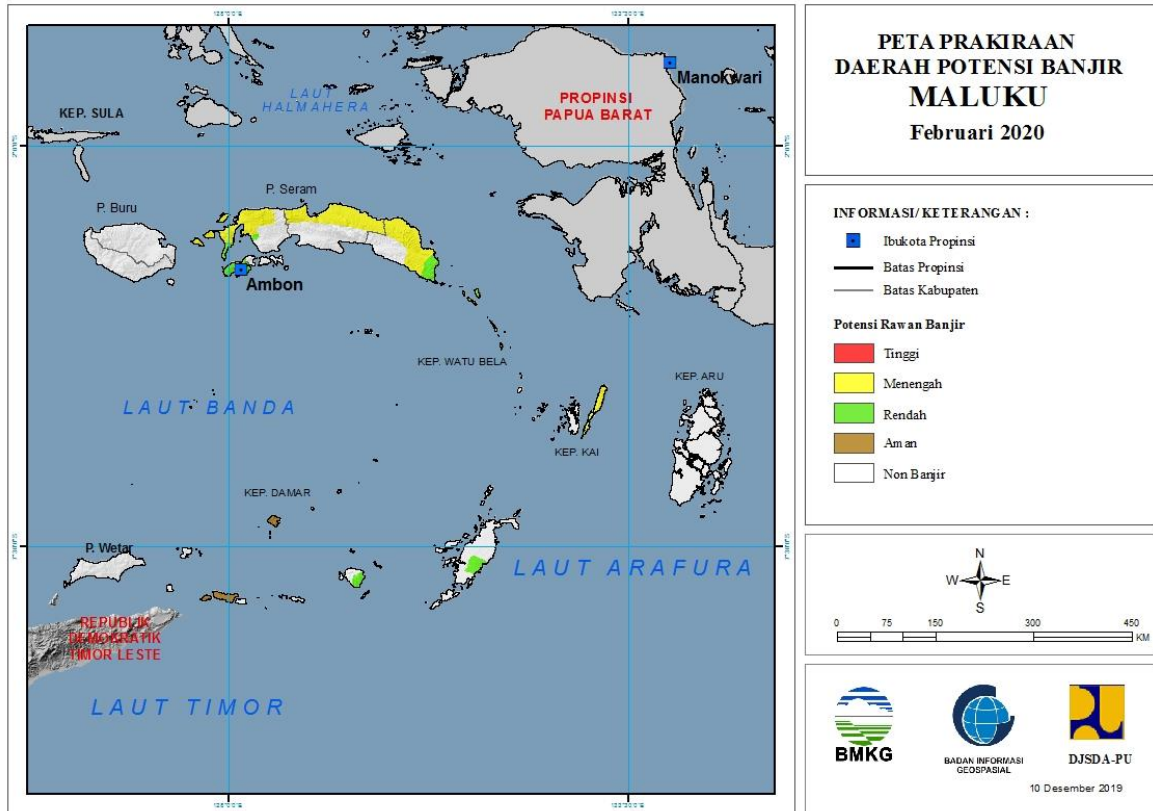 PETA PRAKIRAAN
DAERAH POTENSI BANJIR
MALUKU
Februari 2020
INFORMASI/ KETERANGAN :
Ibukota Propinsi
Batas Propinsi
Batas Kabupaten
Potensi Rawan Banjir
Tinggi
Menengah
Rendah
Aman
Non Banjir
N
W E
S
0 75 150 300 450
KM
BMKG
BADAN INFORMASI
GEOSPASIAL
DJSDA-PU
10 Desember 2019
Manokwari
LAUT
HALMAHERA
PROPINSI
PAPUA BARAT
KEP. SULA
P. Seram
P. Buru
Ambon
KEP. WATU BELA
KEP. ARU
LAUT BANDA
KEP. KAI
KEP. DAMAR
P. Wetar
LAUT ARAFURA
REPUBLIK
DEMOKRATIK
TIMOR LESTE
LAUT TIMOR